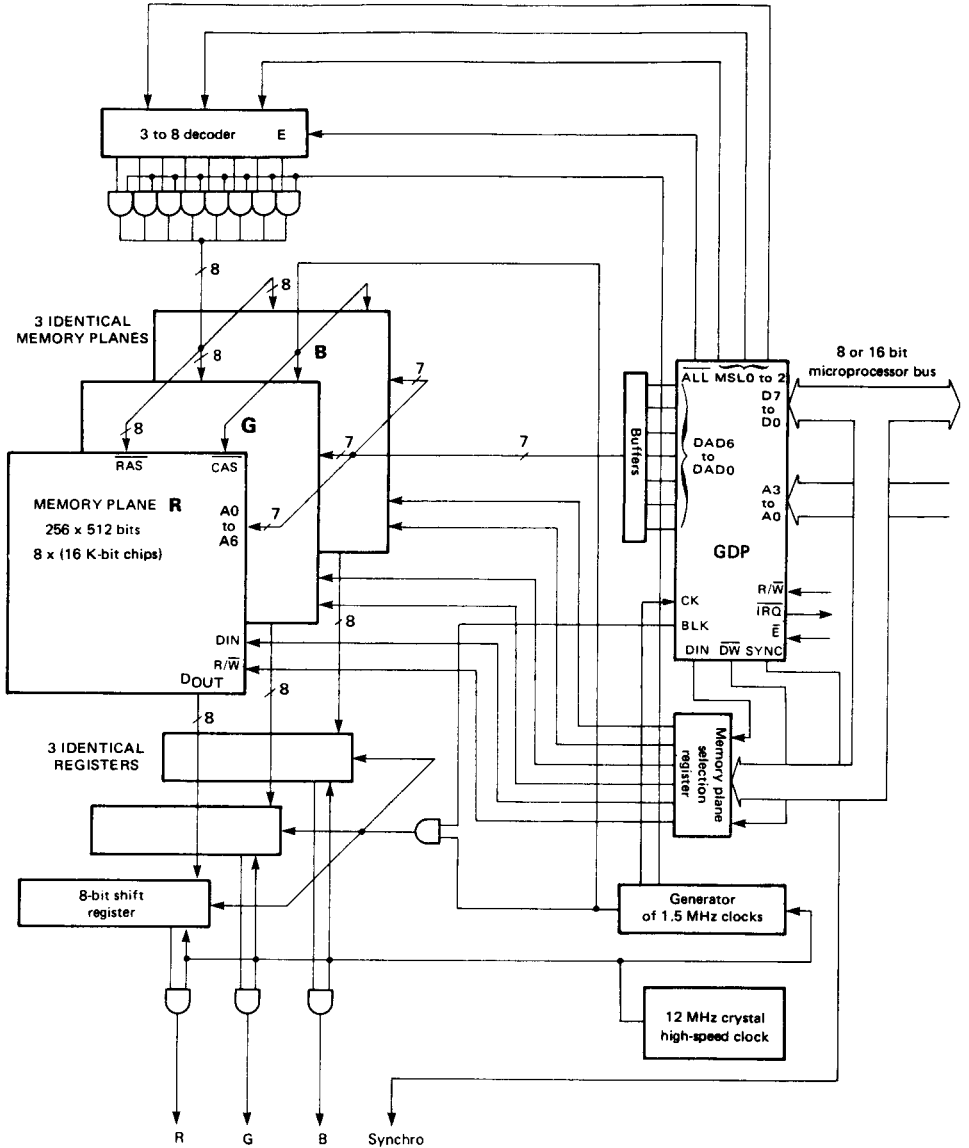 3 to 8 decoder E
8
8
3 IDENTICAL
MEMORY PLANES
8
B
7
8
G
7
7
RAS
CAS
MEMORY PLANE R
256 x 512 bits
8 x (16 K-bit chips)
A0
to
A6
7
DIN
R/W
DOUT
8
8
8
Buffers
ALL MSL0 to 2
D7
to
D0
DAD6
to
DAD0
A3
to
A0
GDP
CK
BLK
R/W
IRQ
E
DIN DW SYNC
8 or 16 bit
microprocessor bus
Memory plane
selection
register
3 IDENTICAL
REGISTERS
8-bit shift
register
Generator
of 1.5 MHz clocks
12 MHz crystal
high-speed clock
R G B Synchro